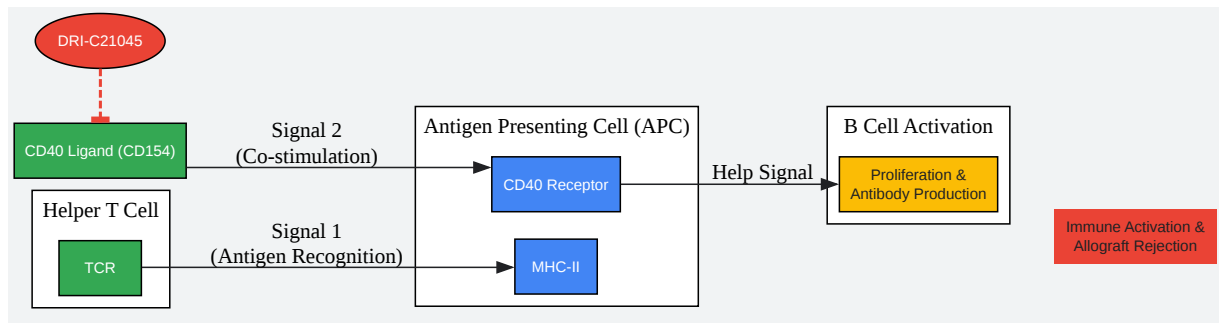 DRI-C21045
CD40 Ligand (CD154)
Signal 2
(Co-stimulation)
Helper T Cell
TCR
Signal 1
(Antigen Recognition)
Antigen Presenting Cell (APC)
CD40 Receptor
MHC-II
Help Signal
B Cell Activation
Proliferation &
Antibody Production
Immune Activation &
Allograft Rejection